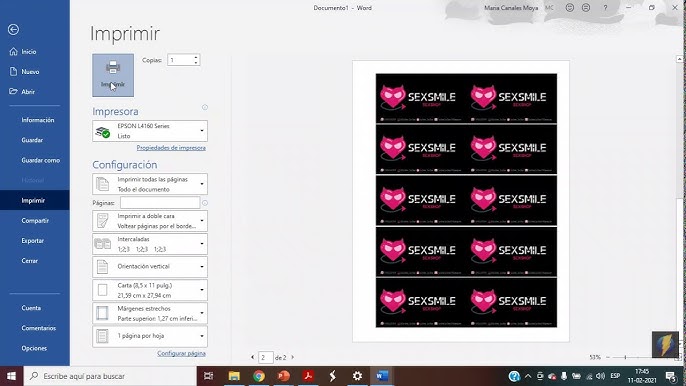 Documento1 - Word
Maria Canales Moya
MC
Inicio
Nuevo
Abrir
Información
Guardar
Guardar como
Historial
Imprimir
Compartir
Exportar
Cerrar
Cuenta
Comentarios
Opciones
Imprimir
Imprimir
Copias: 1
Impresora
EPSON L4160 Series
Listo
Propiedades de impresora
Configuración
Imprimir todas las páginas
Todo el documento
Páginas:
Imprimir a doble cara
Voltear páginas por el borde...
Intercaladas
1;2;3 1;2;3 1;2;3
Orientación vertical
Carta (8,5 x 11 pulg.)
21,59 cm x 27,94 cm
Márgenes estrechos
Parte superior: 1,27 cm inferi...
1 página por hoja
Configurar página
SEXSMILE SEXSMILE
SEXSHOP SEXSHOP
SEXSMILE SEXSMILE
SEXSHOP SEXSHOP
SEXSMILE SEXSMILE
SEXSHOP SEXSHOP
SEXSMILE SEXSMILE
SEXSHOP SEXSHOP
SEXSMILE SEXSMILE
SEXSHOP SEXSHOP
2 de 2
53%
Escribe aquí para buscar
ESP
17:45
11-02-2021